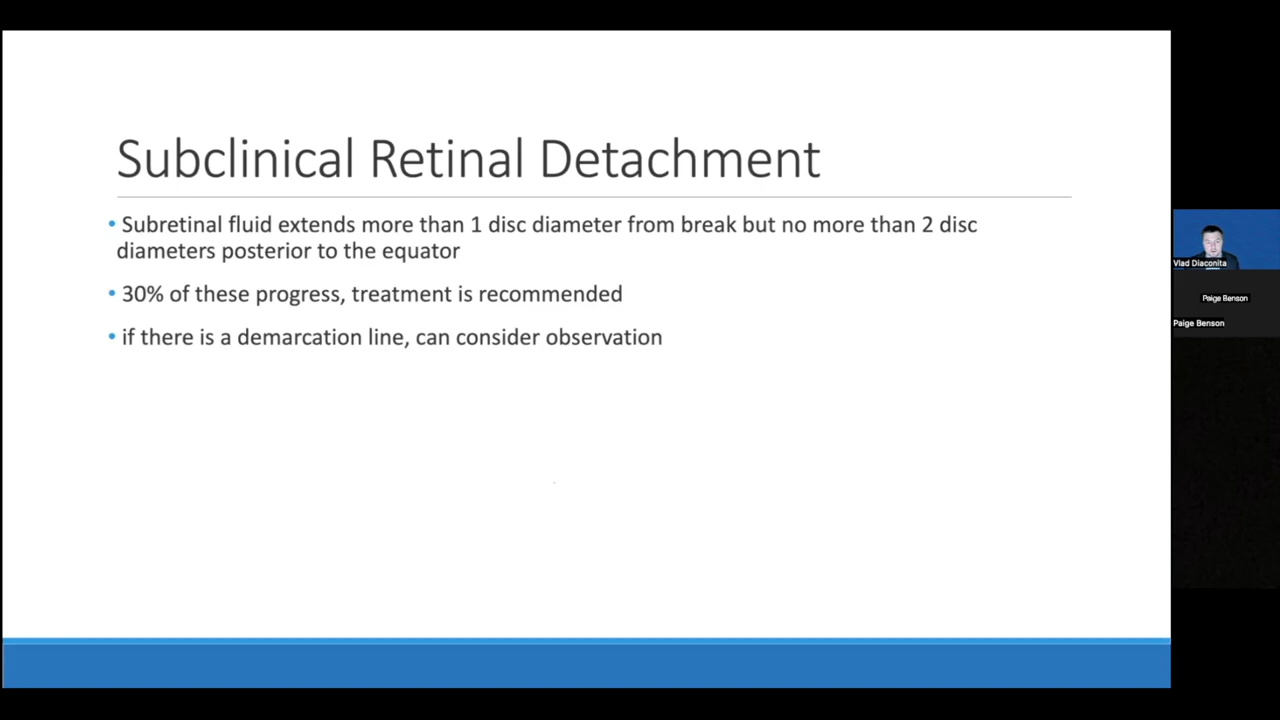 Subclinical Retinal Detachment
• Subretinal fluid extends more than 1 disc diameter from break but no more than 2 disc
diameters posterior to the equator
• 30% of these progress, treatment is recommended
• if there is a demarcation line, can consider observation
Vlad Diaconita
Paige Benson
Paige Benson